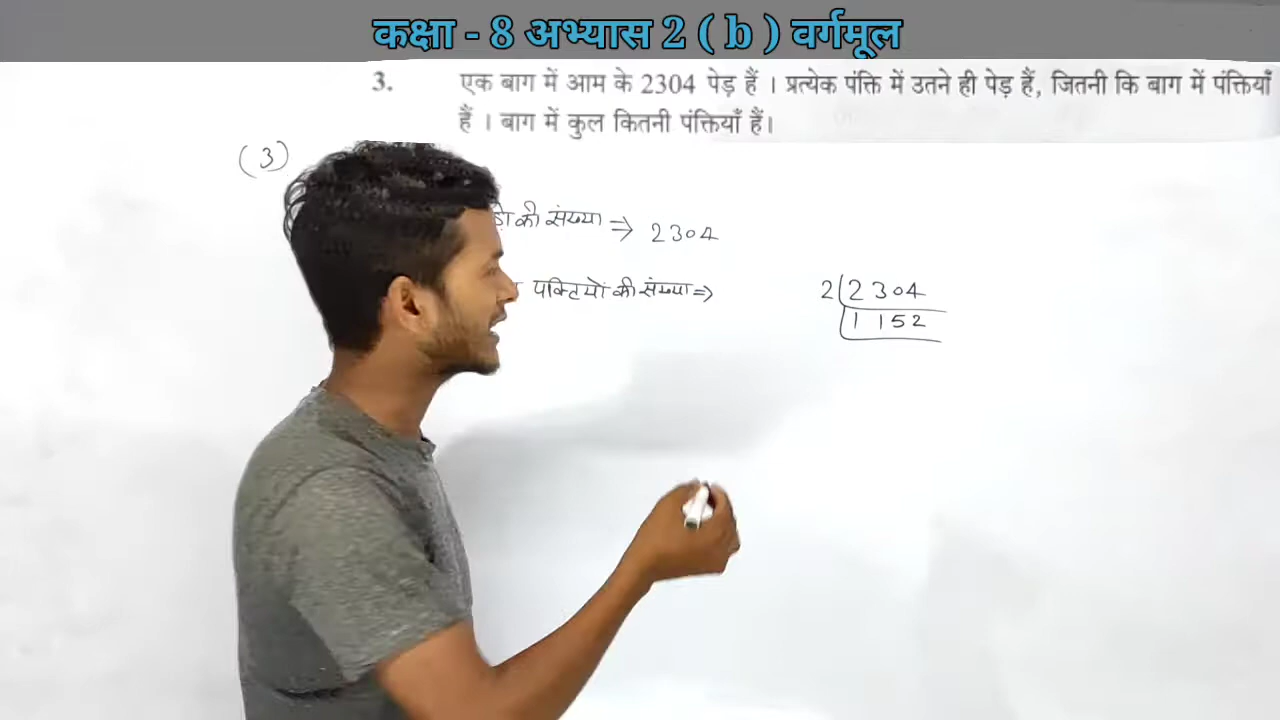 कक्षा - 8 अभ्यास 2 ( b ) वर्गमूल
3. एक बाग में आम के 2304 पेड़ हैं । प्रत्येक पंक्ति में उतने ही पेड़ हैं, जितनी कि बाग में पंक्तियाँ
हैं । बाग में कुल कितनी पंक्तियाँ हैं।
(3)
की संख्या ⇒ 2304
पंक्तियों की संख्या ⇒
2 2304
1152